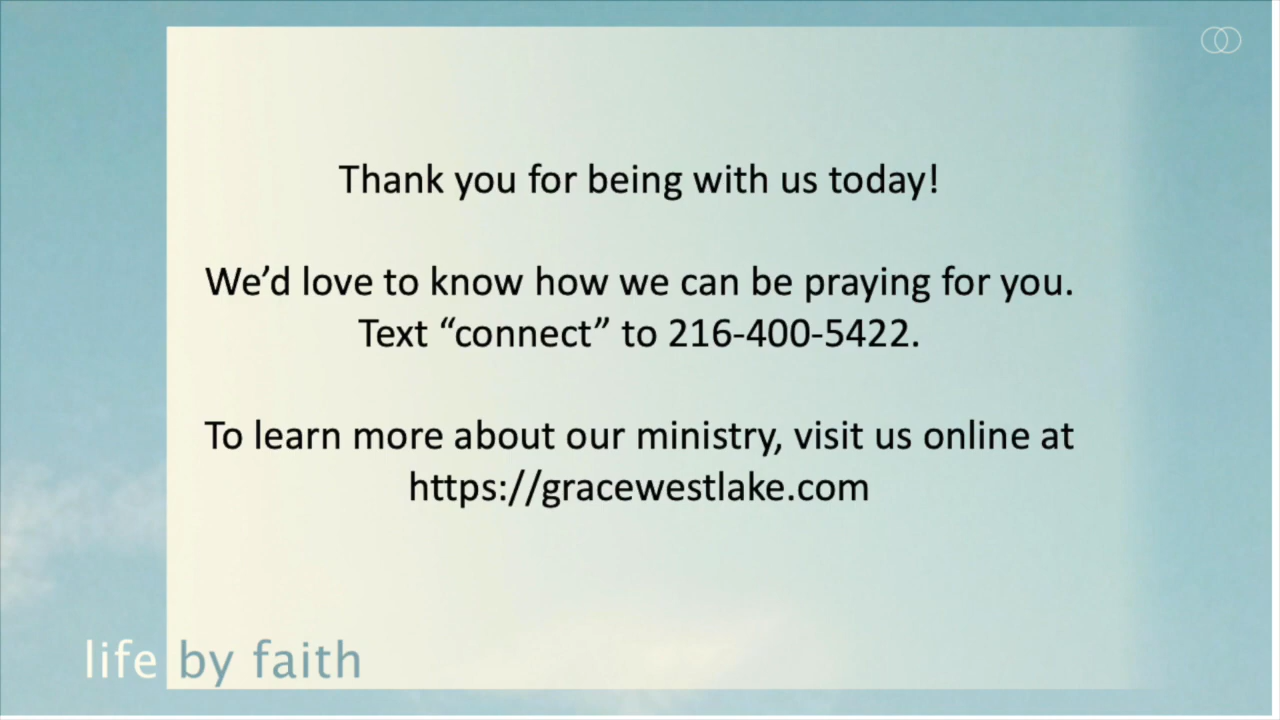 Thank you for being with us today!
We’d love to know how we can be praying for you.
Text “connect” to 216-400-5422.
To learn more about our ministry, visit us online at
https://gracewestlake.com
life by faith